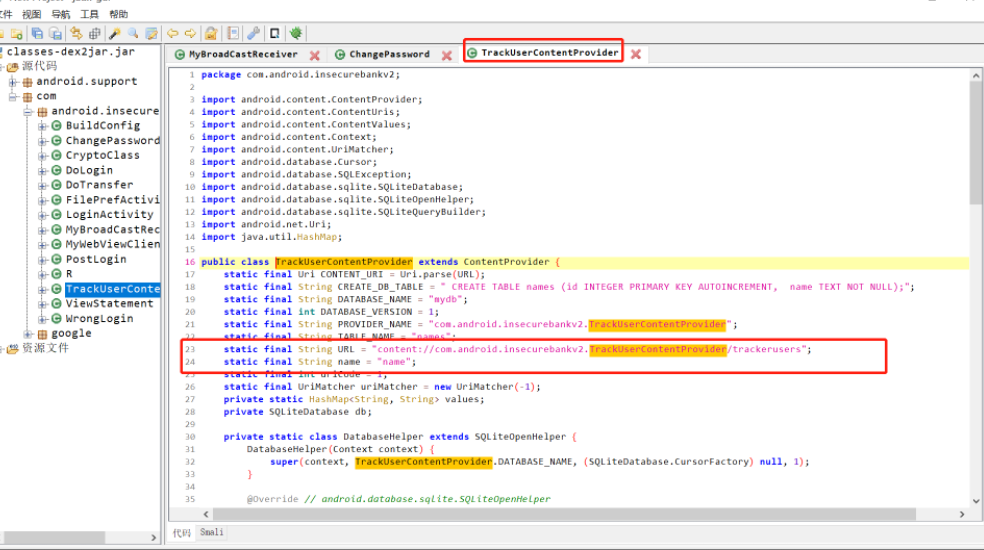 文件 视图 导航 工具 帮助
classes-dex2jar.jar
源代码
android.support
com
android.insecure
BuildConfig
ChangePassword
CryptoClass
DoLogin
DoTransfer
FilePrefActivi
LoginActivity
MyBroadCastRec
MyWebViewClien
PostLogin
R
TrackUserConte
ViewStatement
WrongLogin
google
资源文件
MyBroadCastReceiver ChangePassword TrackUserContentProvider
1 package com.android.insecurebankv2;
2
3 import android.content.ContentProvider;
4 import android.content.ContentUris;
5 import android.content.ContentValues;
6 import android.content.Context;
7 import android.content.UriMatcher;
8 import android.database.Cursor;
9 import android.database.SQLException;
10 import android.database.sqlite.SQLiteDatabase;
11 import android.database.sqlite.SQLiteOpenHelper;
12 import android.database.sqlite.SQLiteQueryBuilder;
13 import android.net.Uri;
14 import java.util.HashMap;
15
16 public class TrackUserContentProvider extends ContentProvider {
17 static final Uri CONTENT_URI = Uri.parse(URL);
18 static final String CREATE_DB_TABLE = " CREATE TABLE names (id INTEGER PRIMARY KEY AUTOINCREMENT,  name TEXT NOT NULL);";
19 static final String DATABASE_NAME = "mydb";
20 static final int DATABASE_VERSION = 1;
21 static final String PROVIDER_NAME = "com.android.insecurebankv2.TrackUserContentProvider";
22 static final String TABLE_NAME = "names";
23 static final String URL = "content://com.android.insecurebankv2.TrackUserContentProvider/trackerusers";
24 static final String name = "name";
25 static final int uriCode = 1;
26 static final UriMatcher uriMatcher = new UriMatcher(-1);
27 private static HashMap<String, String> values;
28 private SQLiteDatabase db;
29
30 private static class DatabaseHelper extends SQLiteOpenHelper {
31 DatabaseHelper(Context context) {
32 super(context, TrackUserContentProvider.DATABASE_NAME, (SQLiteDatabase.CursorFactory) null, 1);
33 }
34
35 @Override // android.database.sqlite.SQLiteOpenHelper
代码 Smali